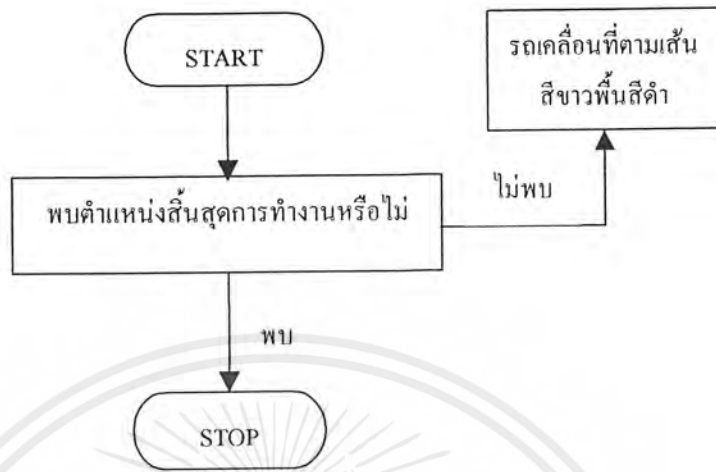 START
รถเคลื่อนที่ตามเส้น
สีขาวพื้นสีดำ
ไม่พบ
พบตำแหน่งสิ้นสุดการทำงานหรือไม่
พบ
STOP